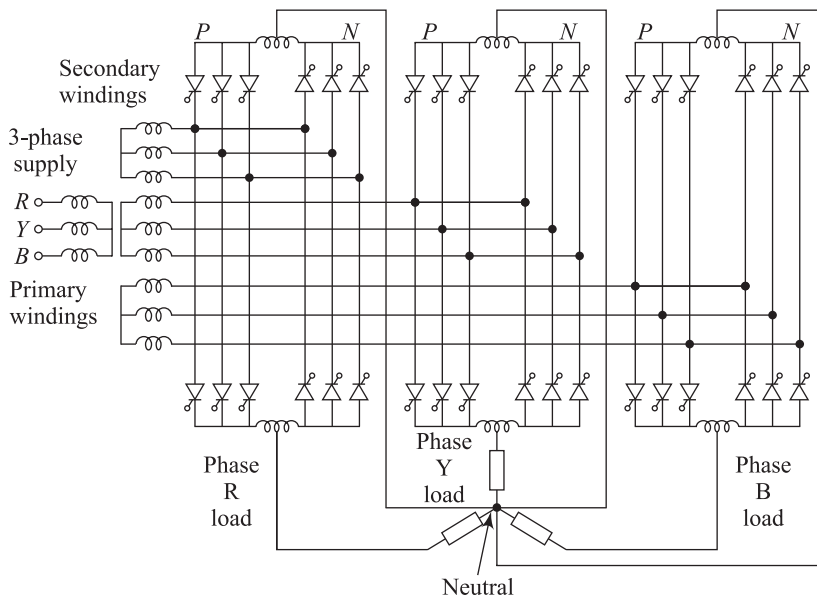 P N P N P N
Secondary
windings
3-phase
supply
R
Y
B
Primary
windings
Phase
R
load
Phase
Y
load
Phase
B
load
Neutral